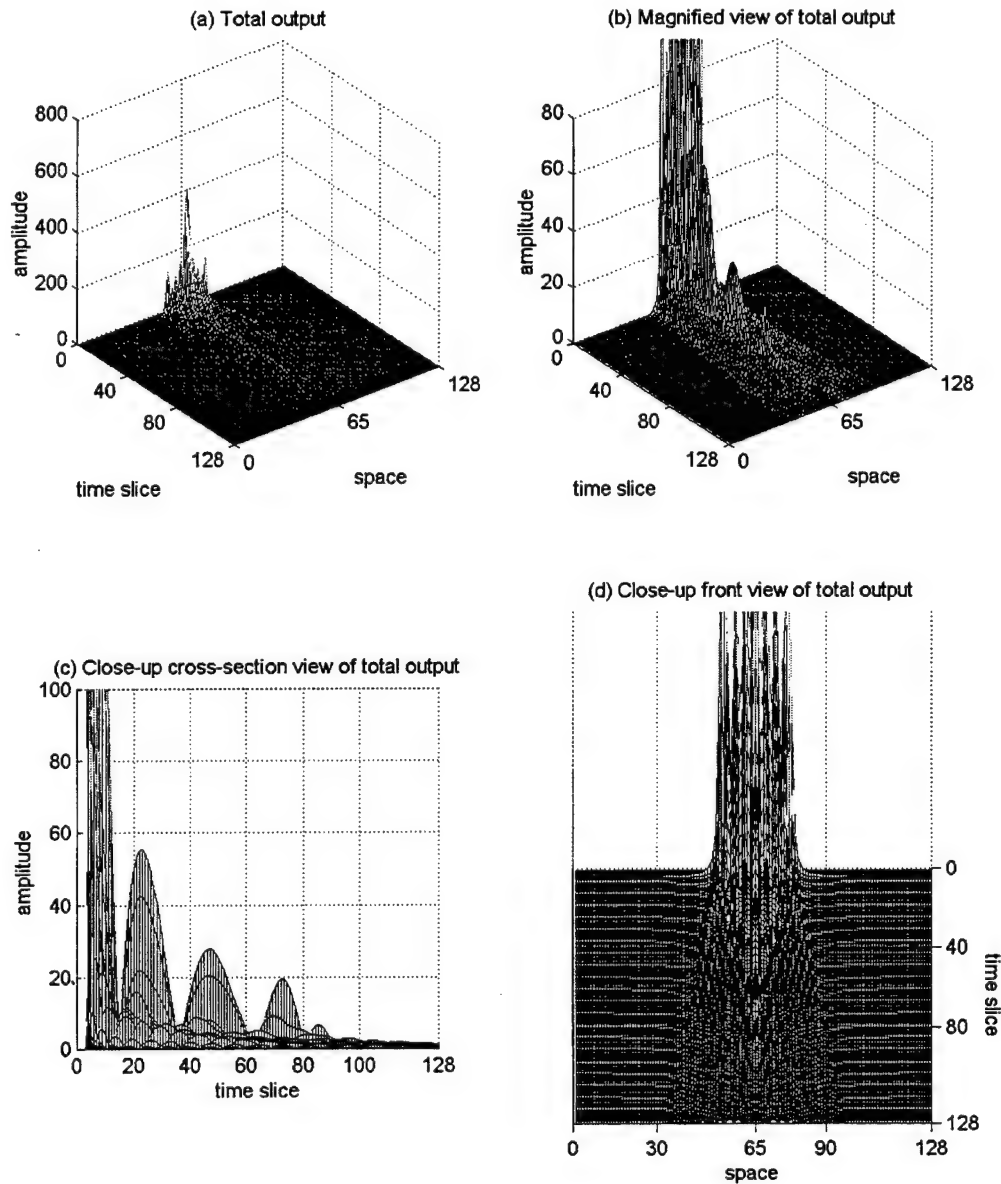 (a) Total output
800
600
400
200
0
amplitude
0
40
80
128
time slice
0
65
128
space
(b) Magnified view of total output
80
60
40
20
0
amplitude
0
40
80
128
time slice
0
65
128
space
(c) Close-up cross-section view of total output
100
80
60
40
20
0
amplitude
0 20 40 60 80 100 128
time slice
(d) Close-up front view of total output
0
40
80
128
time slice
0 30 65 90 128
space